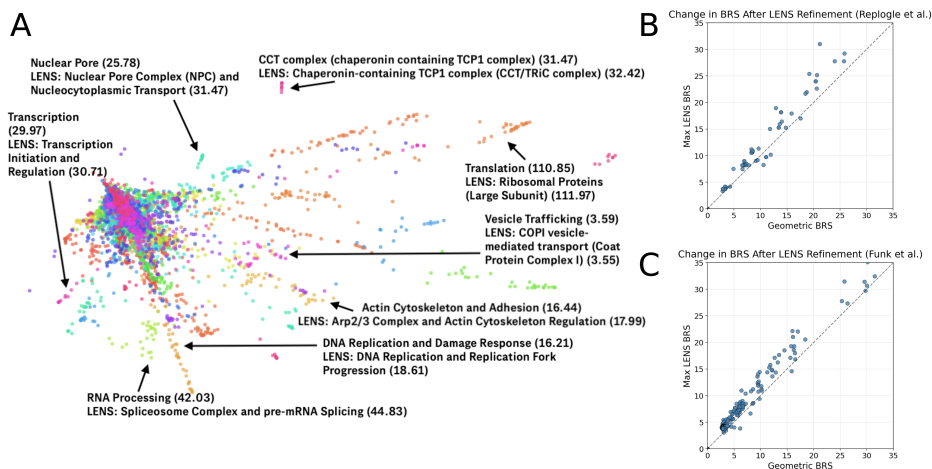 A
Nuclear Pore (25.78)
LENS: Nuclear Pore Complex (NPC) and
Nucleocytoplasmic Transport (31.47)
CCT complex (chaperonin containing TCP1 complex) (31.47)
LENS: Chaperonin-containing TCP1 complex (CCT/TRiC complex) (32.42)
Transcription
(29.97)
LENS: Transcription
Initiation and
Regulation (30.71)
Translation (110.85)
LENS: Ribosomal Proteins
(Large Subunit) (111.97)
Vesicle Trafficking (3.59)
LENS: COPI vesicle-
mediated transport (Coat
Protein Complex I) (3.55)
Actin Cytoskeleton and Adhesion (16.44)
LENS: Arp2/3 Complex and Actin Cytoskeleton Regulation (17.99)
DNA Replication and Damage Response (16.21)
LENS: DNA Replication and Replication Fork
Progression (18.61)
RNA Processing (42.03)
LENS: Spliceosome Complex and pre-mRNA Splicing (44.83)
B
Change in BRS After LENS Refinement (Replogle et al.)
Max LENS BRS
35
30
25
20
15
10
5
0
0 5 10 15 20 25 30 35
Geometric BRS
C
Change in BRS After LENS Refinement (Funk et al.)
Max LENS BRS
35
30
25
20
15
10
5
0
0 5 10 15 20 25 30 35
Geometric BRS